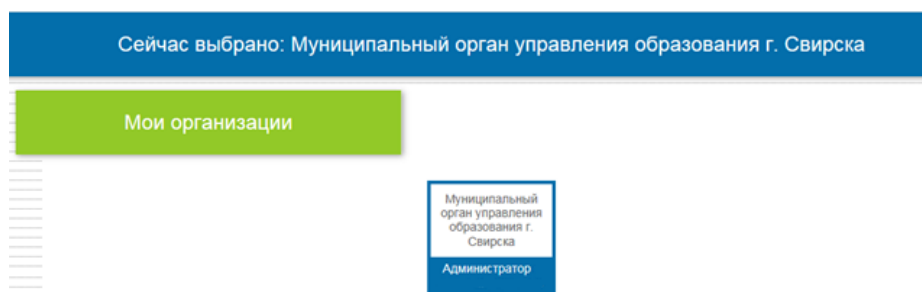 Сейчас выбрано: Муниципальный орган управления образования г. Свирска
Мои организации
Муниципальный
орган управления
образования г.
Свирска
Администратор